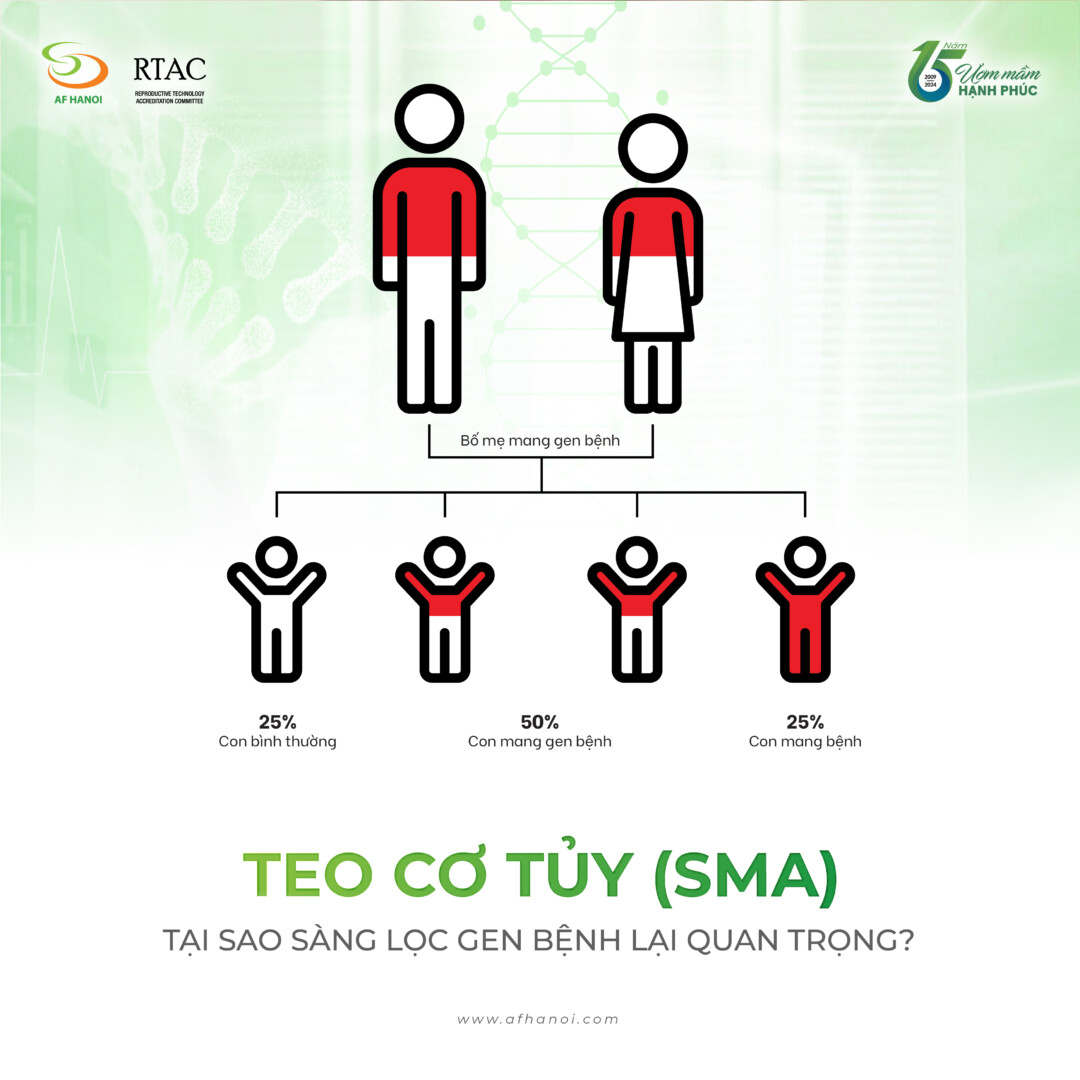 AF HANOI
RTAC
REPRODUCTIVE TECHNOLOGY
ACCREDITATION COMMITTEE
15 Năm
2009
2024
Ươm mầm
HẠNH PHÚC
Bố mẹ mang gen bệnh
25%
Con bình thường
50%
Con mang gen bệnh
25%
Con mang bệnh
TEO CƠ TỦY (SMA)
TẠI SAO SÀNG LỌC GEN BỆNH LẠI QUAN TRỌNG?
www.afhanoi.com